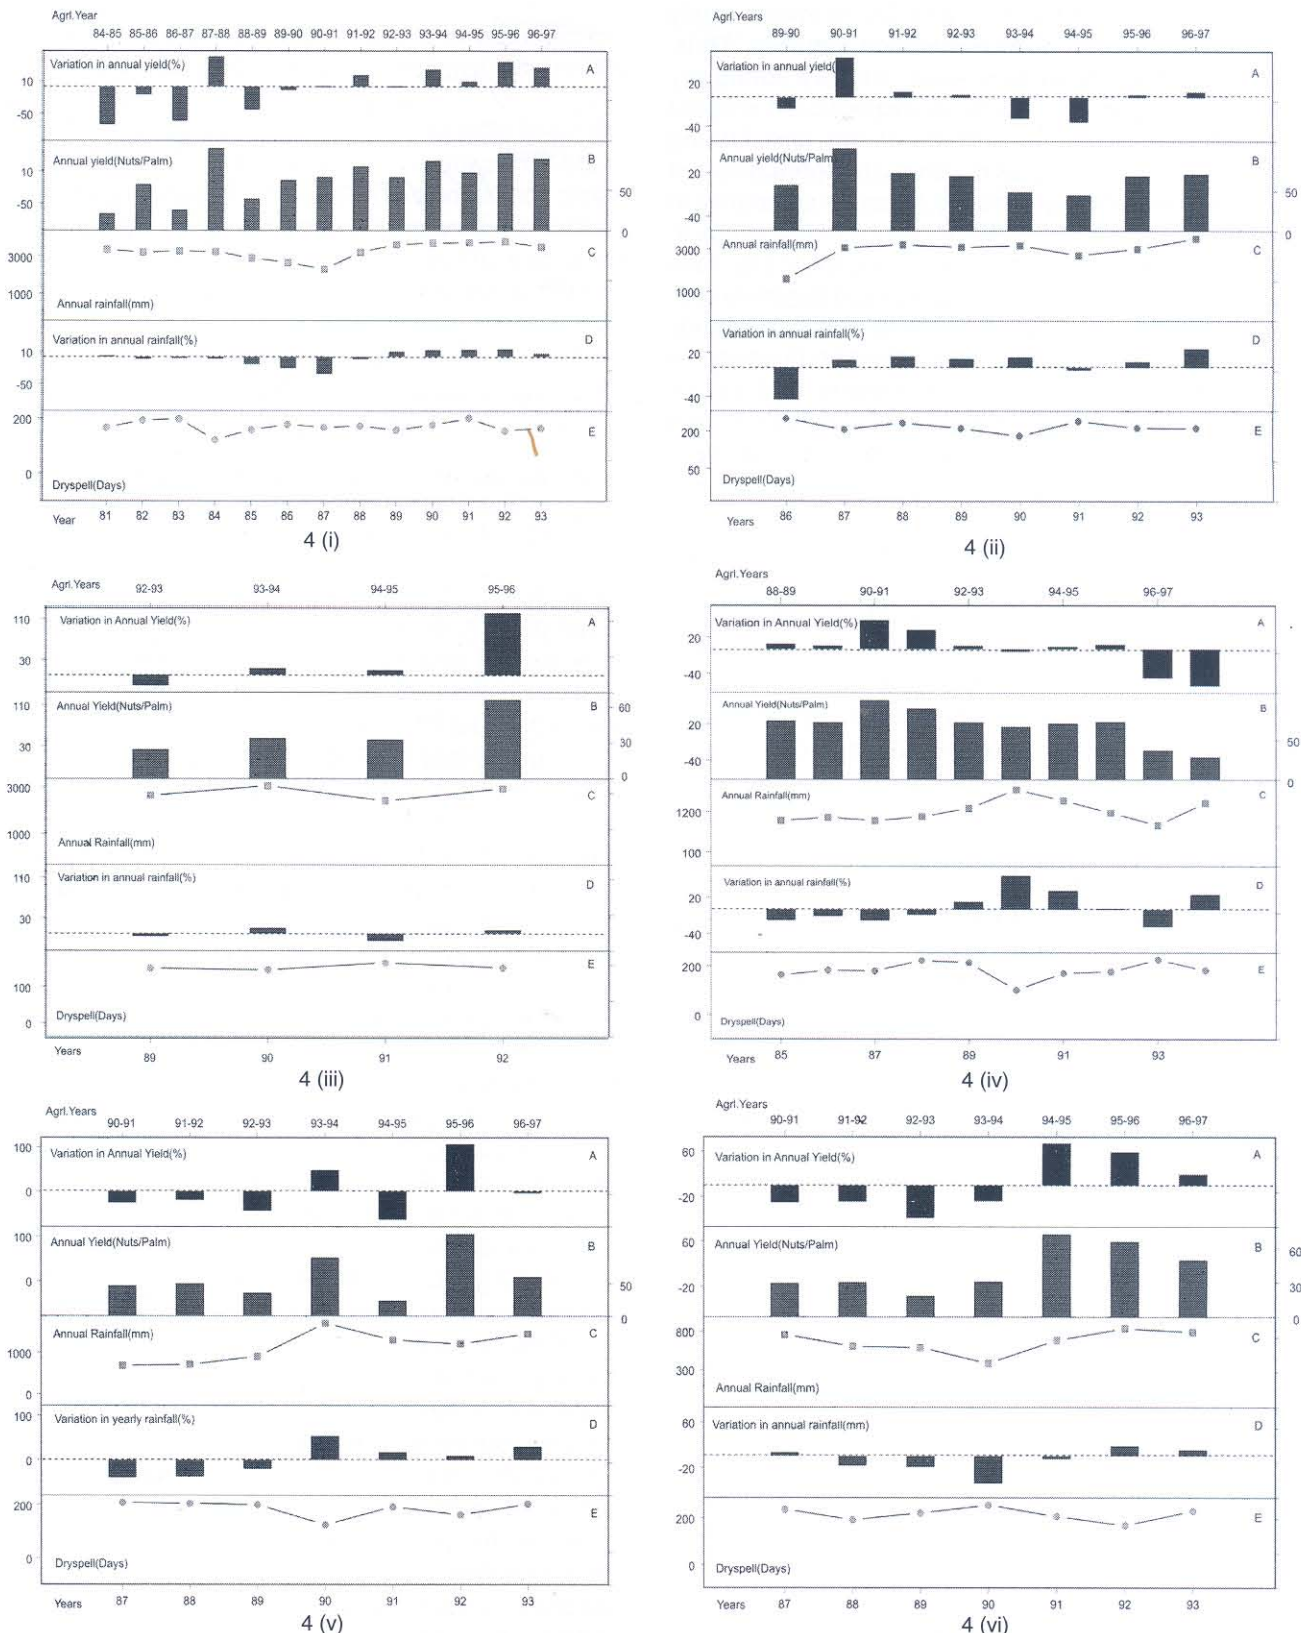 Agrl.Year
84-85 85-86 86-87 87-88 88-89 89-90 90-91 91-92 92-93 93-94 94-95 95-96 96-97
Variation in annual yield(%) A
10
-50
Annual yield(Nuts/Palm) B
10
50
-50
0
C
3000
1000
Annual rainfall(mm)
Variation in annual rainfall(%) D
10
-50
200
E
0
Dryspell(Days)
Year 81 82 83 84 85 86 87 88 89 90 91 92 93
4 (i)
Agrl.Years
89-90 90-91 91-92 92-93 93-94 94-95 95-96 96-97
Variation in annual yield( A
20
-40
Annual yield(Nuts/Palm B
20
50
-40
0
Annual rainfall(mm) C
3000
1000
Variation in annual rainfall(%) D
20
-40
200 E
50
Dryspell(Days)
Years 86 87 88 89 90 91 92 93
4 (ii)
Agrl.Years
92-93 93-94 94-95 95-96
110 Variation in Annual Yield(%) A
30
110 Annual Yield(Nuts/Palm) B 60
30 30
0
3000 C
1000
Annual Rainfall(mm)
110 Variation in annual rainfall(%) D
30
E
100
Dryspell(Days)
0
Years 89 90 91 92
4 (iii)
Agrl.Years
88-89 90-91 92-93 94-95 96-97
Variation in Annual Yield(%) A
20
-40
Annual Yield(Nuts/Palm) B
20
50
-40
0
Annual Rainfall(mm) C
1200
100
Variation in annual rainfall(%) D
20
-40
200 E
0
Dryspell(Days)
Years 85 87 89 91 93
4 (iv)
Agrl.Years
90-91 91-92 92-93 93-94 94-95 95-96 96-97
100
Variation in Annual Yield(%) A
0
100
Annual Yield(Nuts/Palm) B
0
50
0
Annual Rainfall(mm) C
1000
0
100 Variation in yearly rainfall(%) D
0
200
E
0 Dryspell(Days)
Years 87 88 89 90 91 92 93
4 (v)
Agrl.Years
90-91 91-92 92-93 93-94 94-95 95-96 96-97
60
Variation in Annual Yield(%) A
-20
60 Annual Yield(Nuts/Palm) B 60
-20 30
0
800 C
300
Annual Rainfall(mm)
60 Variation in annual rainfall(mm) D
-20
200 E
0 Dryspell(Days)
Years 87 88 89 90 91 92 93
4 (vi)